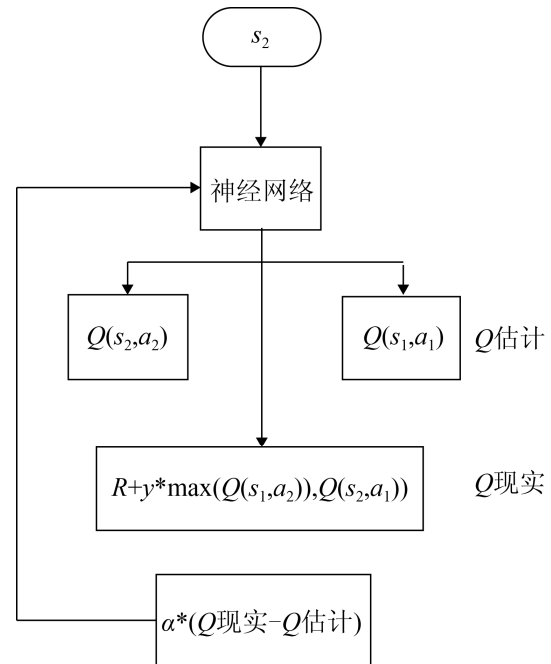 s₂
神经网络
Q(s₂,a₂)
Q(s₁,a₁)
Q估计
R+y*max(Q(s₁,a₂)),Q(s₂,a₁))
Q现实
α*(Q现实-Q估计)